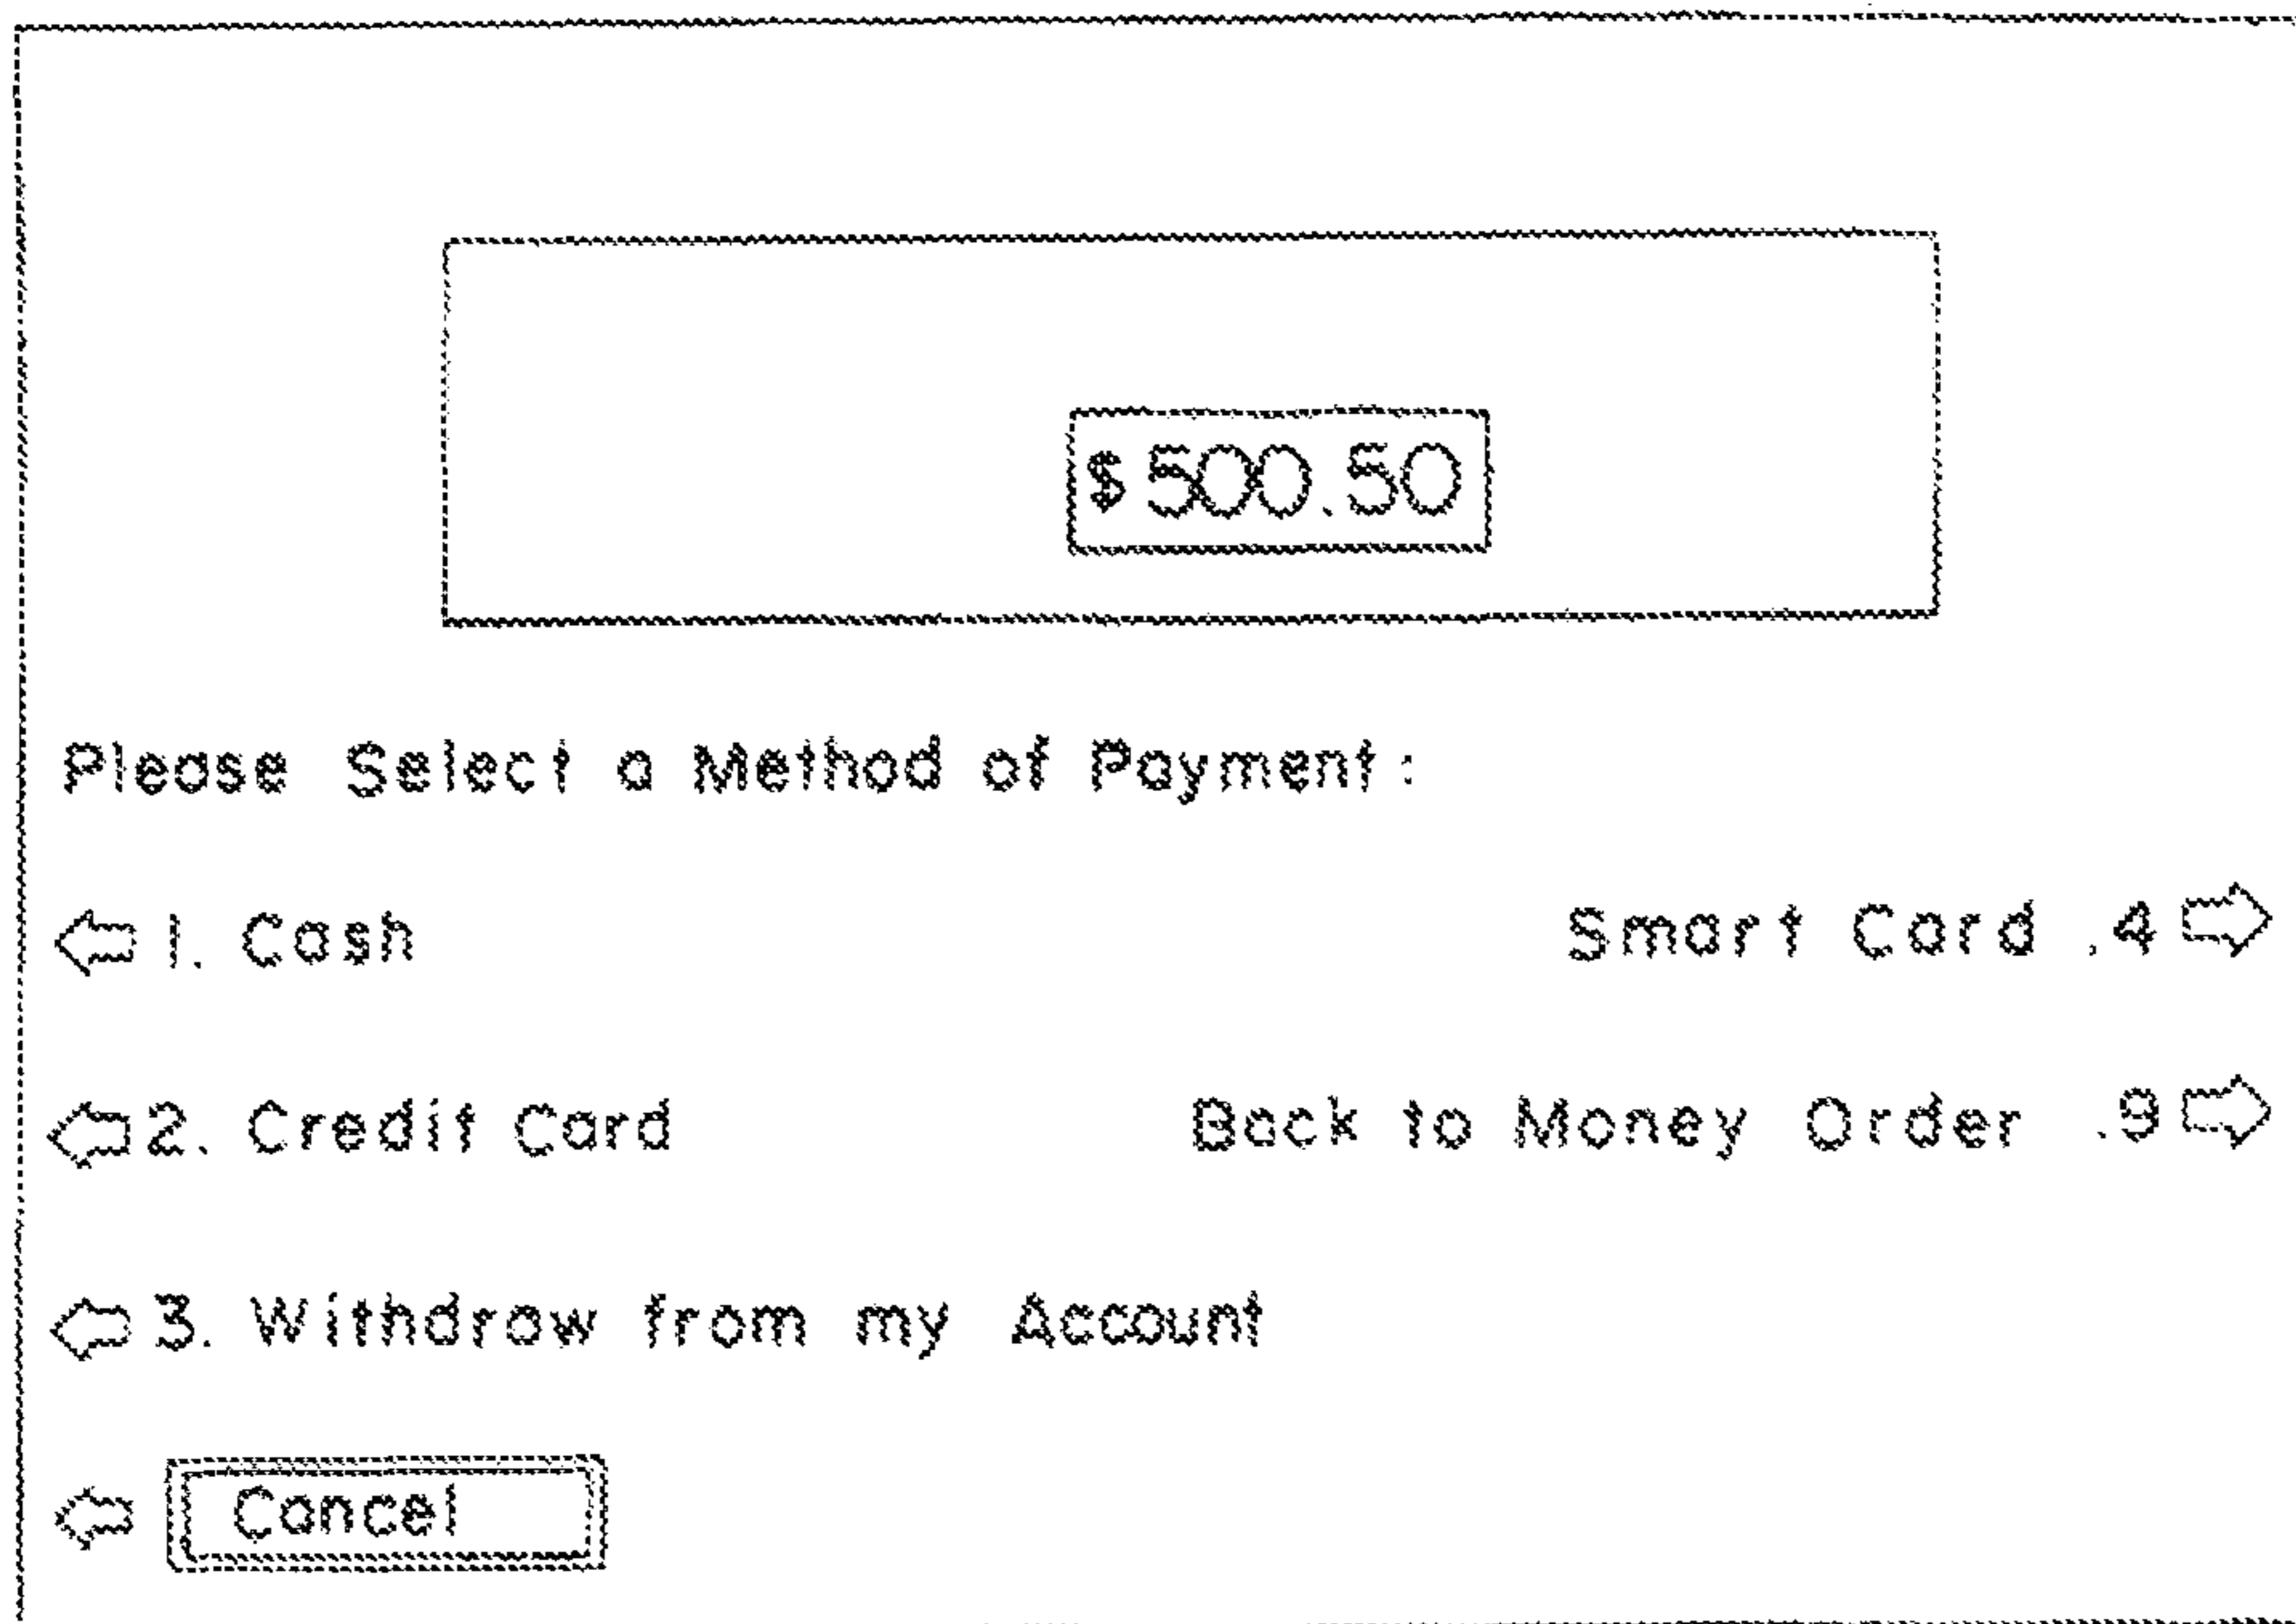 $500.50
Please Select a Method of Payment:
1. Cash
Smart Card .4
2. Credit Card
Back to Money Order .9
3. Withdraw from my Account
Cancel